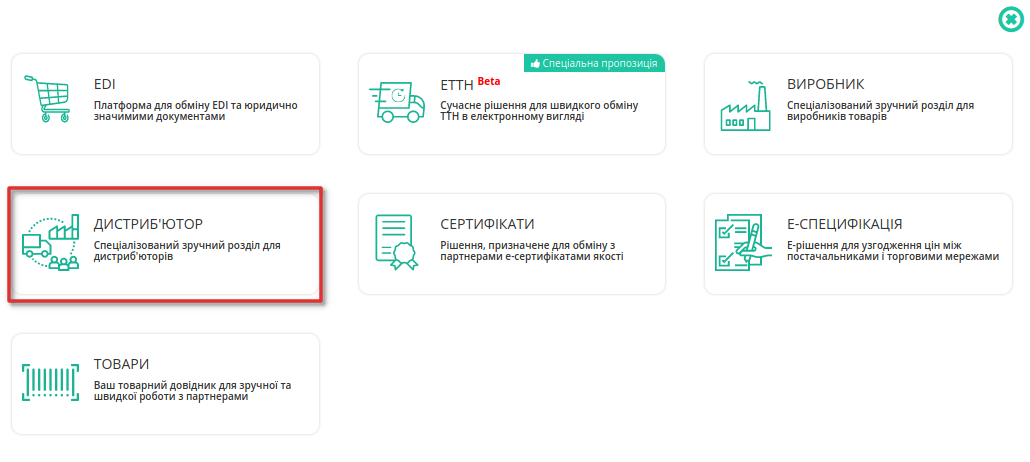 EDI
Платформа для обміну EDI та юридично
значимими документами
Спеціальна пропозиція
ЕТТН Beta
Сучасне рішення для швидкого обміну
ТТН в електронному вигляді
ВИРОБНИК
Спеціалізований зручний розділ для
виробників товарів
ДИСТРИБ'ЮТОР
Спеціалізований зручний розділ для
дистриб'юторів
СЕРТИФІКАТИ
Рішення, призначене для обміну з
партнерами е-сертифікатами якості
Е-СПЕЦИФІКАЦІЯ
Е-рішення для узгодження цін між
постачальниками і торговими мережами
ТОВАРИ
Ваш товарний довідник для зручної та
швидкої роботи з партнерами